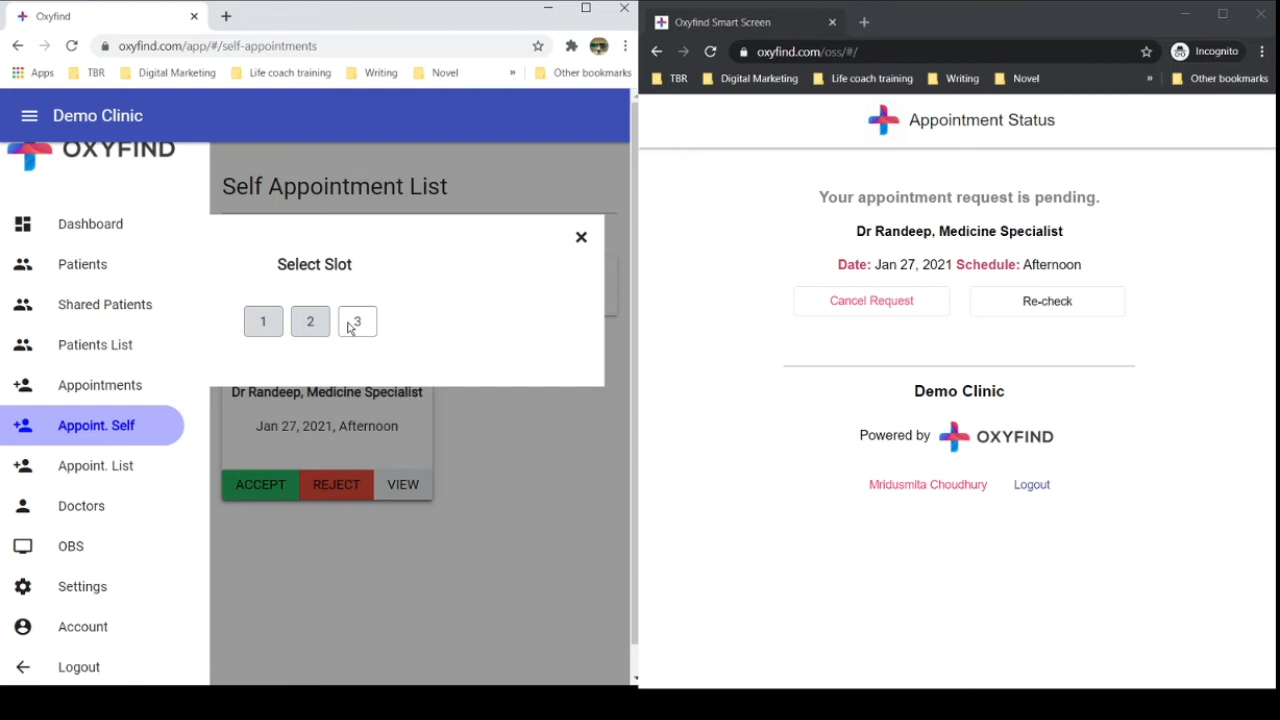 Oxyfind
oxyfind.com/app/#/self-appointments
Apps TBR Digital Marketing Life coach training Writing Novel » Other bookmarks
Demo Clinic
OXYFIND
Dashboard
Patients
Shared Patients
Patients List
Appointments
Appoint. Self
Appoint. List
Doctors
OBS
Settings
Account
Logout
Self Appointment List
Select Slot
1 2 3
Dr Randeep, Medicine Specialist
Jan 27, 2021, Afternoon
ACCEPT REJECT VIEW
Oxyfind Smart Screen
oxyfind.com/oss/#/
Incognito
TBR Digital Marketing Life coach training Writing Novel » Other bookmarks
Appointment Status
Your appointment request is pending.
Dr Randeep, Medicine Specialist
Date: Jan 27, 2021 Schedule: Afternoon
Cancel Request Re-check
Demo Clinic
Powered by OXYFIND
Mridusmita Choudhury Logout